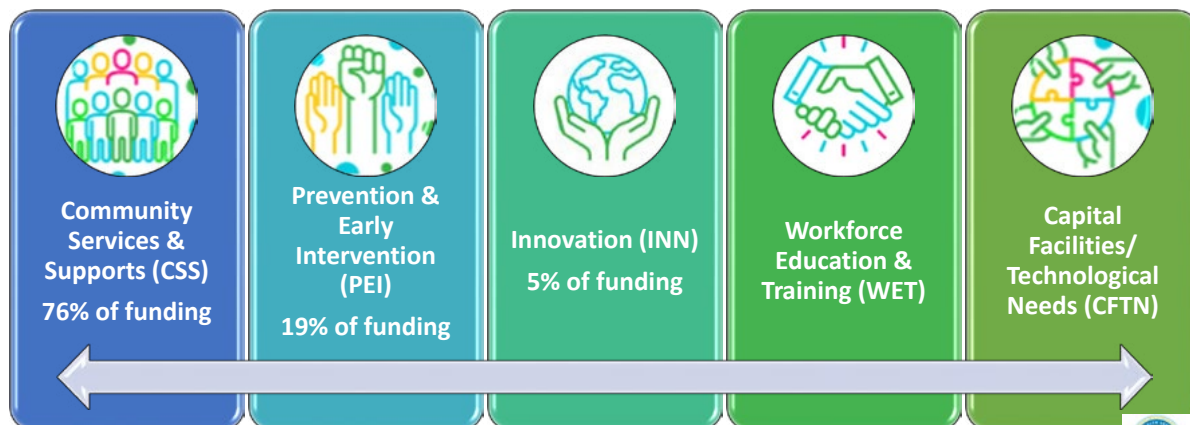 Community
Services &
Supports (CSS)
76% of funding
Prevention &
Early
Intervention
(PEI)
19% of funding
Innovation (INN)
5% of funding
Workforce
Education &
Training (WET)
Capital
Facilities/
Technological
Needs (CFTN)